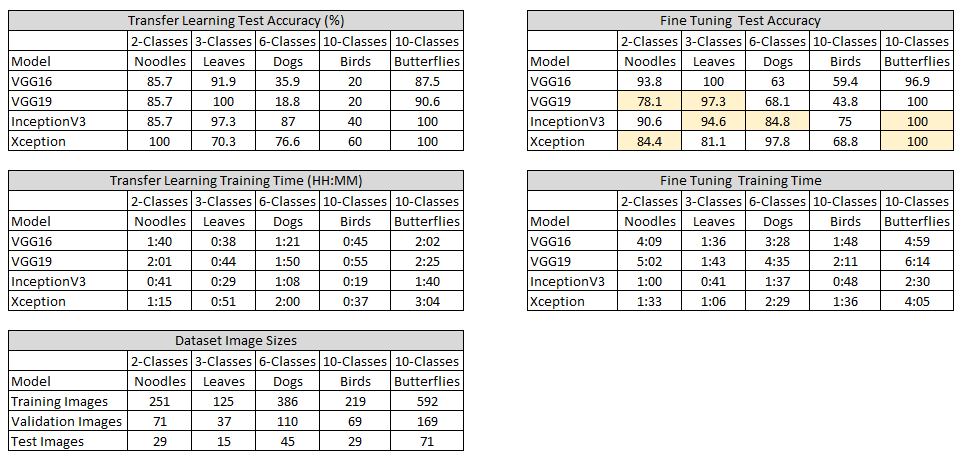 Transfer Learning Test Accuracy (%)
2-Classes 3-Classes 6-Classes 10-Classes 10-Classes
Model Noodles Leaves Dogs Birds Butterflies
VGG16 85.7 91.9 35.9 20 87.5
VGG19 85.7 100 18.8 20 90.6
InceptionV3 85.7 97.3 87 40 100
Xception 100 70.3 76.6 60 100
Fine Tuning Test Accuracy
2-Classes 3-Classes 6-Classes 10-Classes 10-Classes
Model Noodles Leaves Dogs Birds Butterflies
VGG16 93.8 100 63 59.4 96.9
VGG19 78.1 97.3 68.1 43.8 100
InceptionV3 90.6 94.6 84.8 75 100
Xception 84.4 81.1 97.8 68.8 100
Transfer Learning Training Time (HH:MM)
2-Classes 3-Classes 6-Classes 10-Classes 10-Classes
Model Noodles Leaves Dogs Birds Butterflies
VGG16 1:40 0:38 1:21 0:45 2:02
VGG19 2:01 0:44 1:50 0:55 2:25
InceptionV3 0:41 0:29 1:08 0:19 1:40
Xception 1:15 0:51 2:00 0:37 3:04
Fine Tuning Training Time
2-Classes 3-Classes 6-Classes 10-Classes 10-Classes
Model Noodles Leaves Dogs Birds Butterflies
VGG16 4:09 1:36 3:28 1:48 4:59
VGG19 5:02 1:43 4:35 2:11 6:14
InceptionV3 1:00 0:41 1:37 0:48 2:30
Xception 1:33 1:06 2:29 1:36 4:05
Dataset Image Sizes
2-Classes 3-Classes 6-Classes 10-Classes 10-Classes
Model Noodles Leaves Dogs Birds Butterflies
Training Images 251 125 386 219 592
Validation Images 71 37 110 69 169
Test Images 29 15 45 29 71